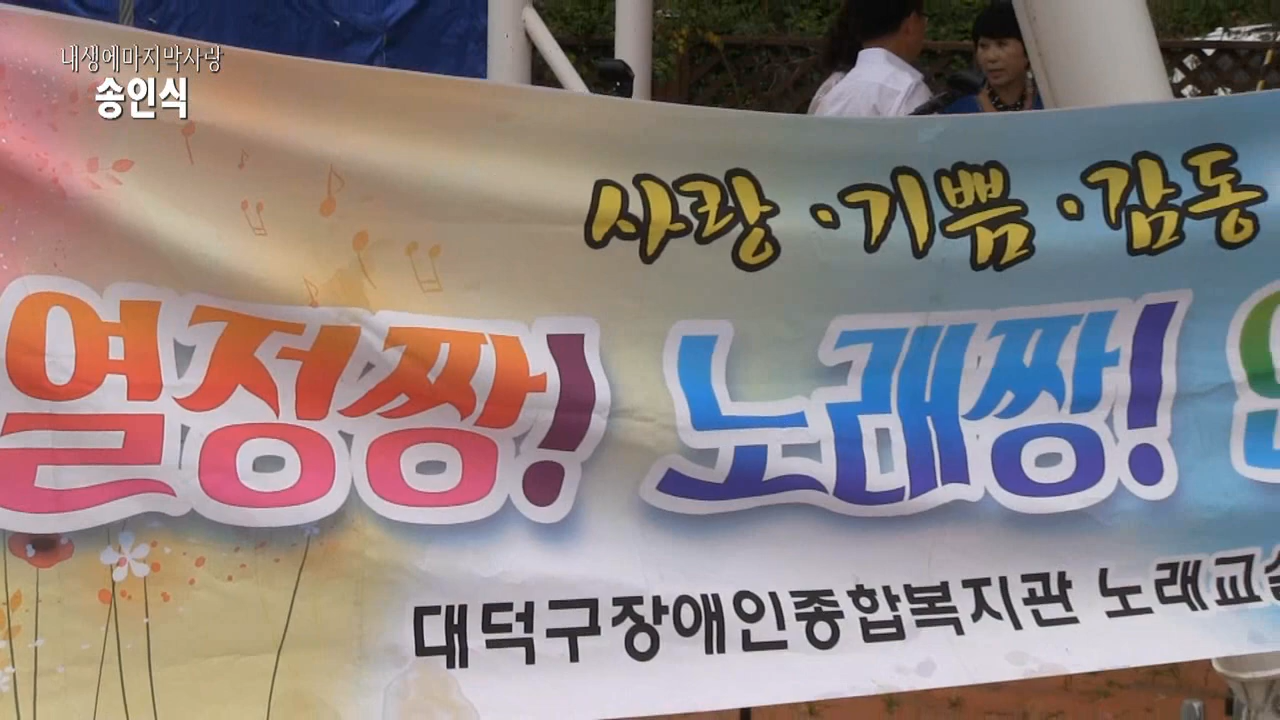 내생에마지막사랑
송인식
사랑·기쁨·감동
열정짱! 노래짱!
대덕구장애인종합복지관 노래교